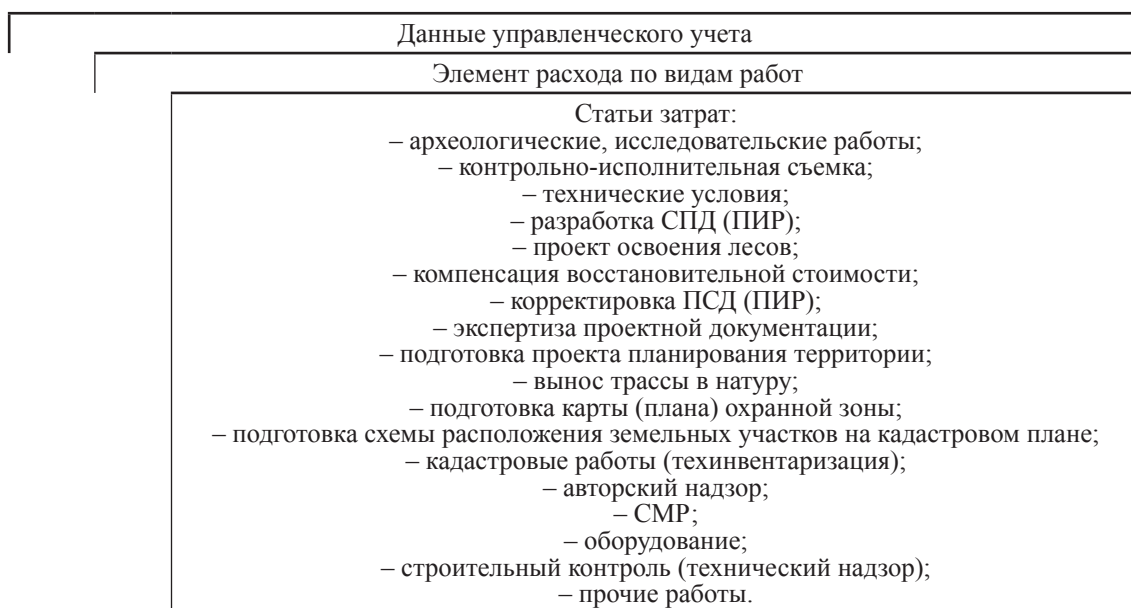 Данные управленческого учета
Элемент расхода по видам работ
Статьи затрат:
– археологические, исследовательские работы;
– контрольно-исполнительная съемка;
– технические условия;
– разработка СПД (ПИР);
– проект освоения лесов;
– компенсация восстановительной стоимости;
– корректировка ПСД (ПИР);
– экспертиза проектной документации;
– подготовка проекта планирования территории;
– вынос трассы в натуру;
– подготовка карты (плана) охранной зоны;
– подготовка схемы расположения земельных участков на кадастровом плане;
– кадастровые работы (техинвентаризация);
– авторский надзор;
– СМР;
– оборудование;
– строительный контроль (технический надзор);
– прочие работы.